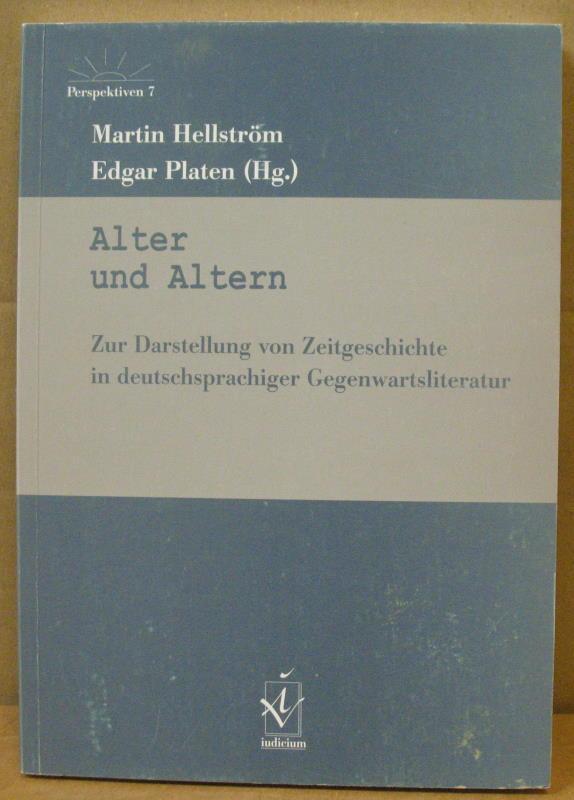 Perspektiven 7
Martin Hellström
Edgar Platen (Hg.)
Alter
und Altern
Zur Darstellung von Zeitgeschichte
in deutschsprachiger Gegenwartsliteratur
iudicium